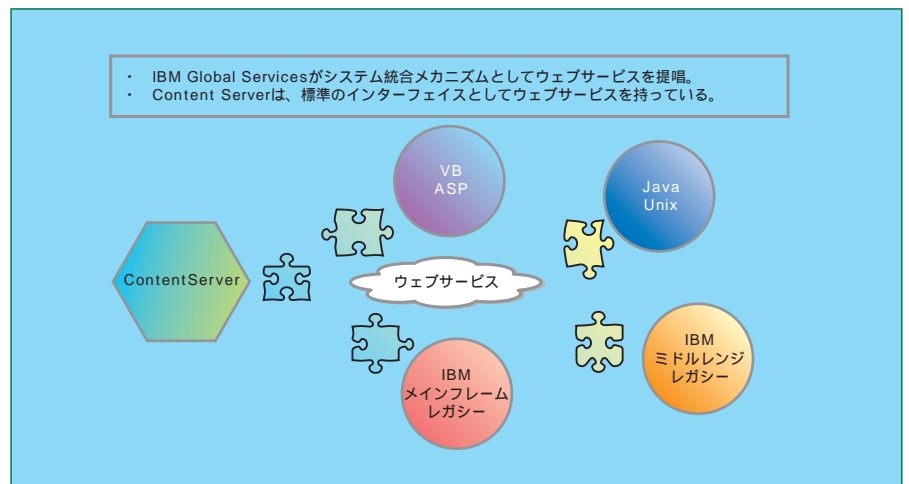 ・ IBM Global Servicesがシステム統合メカニズムとしてウェブサービスを提唱。
・ Content Serverは、標準のインターフェイスとしてウェブサービスを持っている。
VB
ASP
Java
Unix
ContentServer
ウェブサービス
IBM
メインフレーム
レガシー
IBM
ミドルレンジ
レガシー